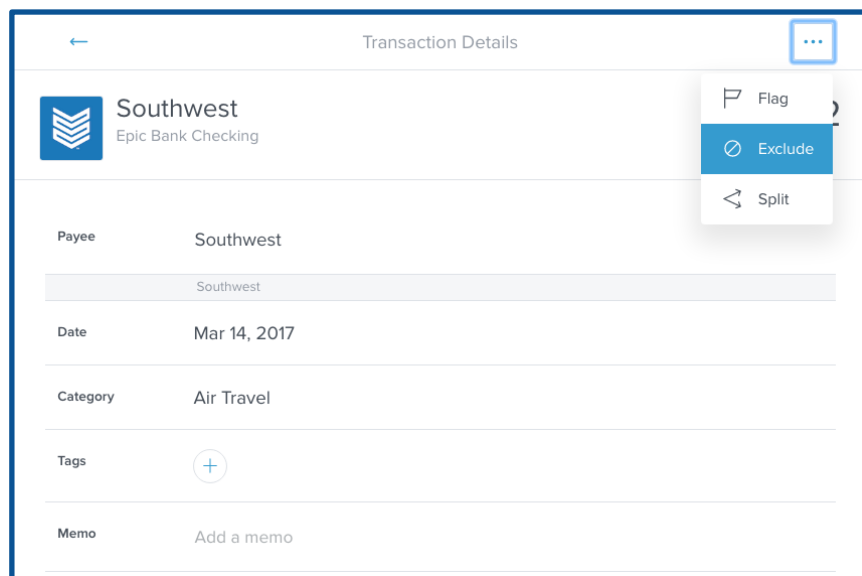 Transaction Details
Southwest
Epic Bank Checking
Flag
Exclude
Split
Payee
Southwest
Southwest
Date
Mar 14, 2017
Category
Air Travel
Tags
Memo
Add a memo